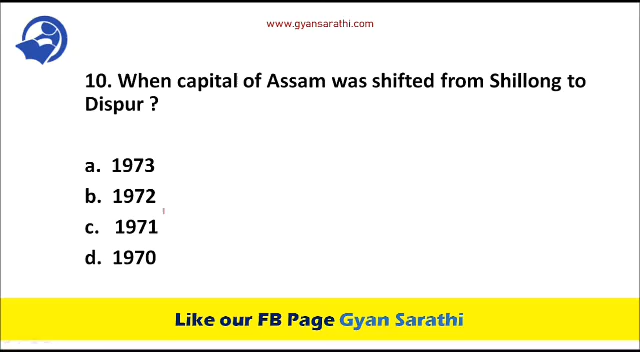 www.gyansarathi.com
10. When capital of Assam was shifted from Shillong to
Dispur ?
a. 1973
b. 1972
c. 1971
d. 1970
Like our FB Page Gyan Sarathi